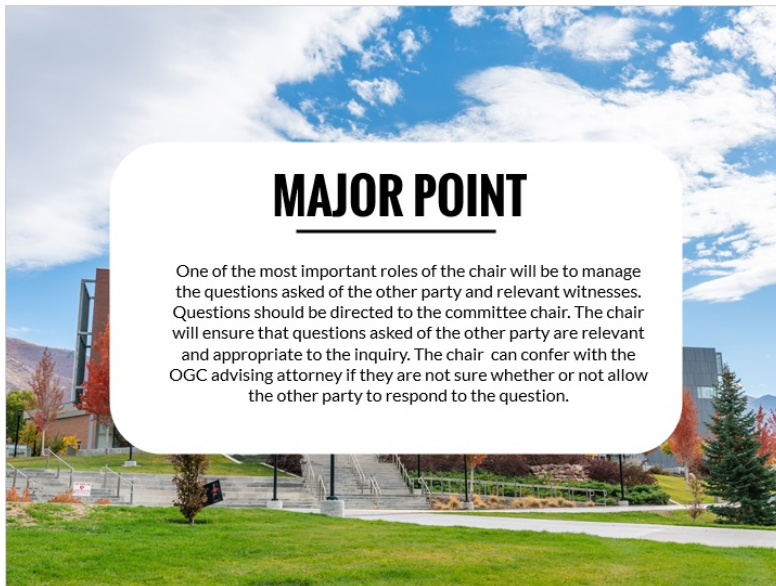 MAJOR POINT
One of the most important roles of the chair will be to manage
the questions asked of the other party and relevant witnesses.
Questions should be directed to the committee chair. The chair
will ensure that questions asked of the other party are relevant
and appropriate to the inquiry. The chair  can confer with the
OGC advising attorney if they are not sure whether or not allow
the other party to respond to the question.